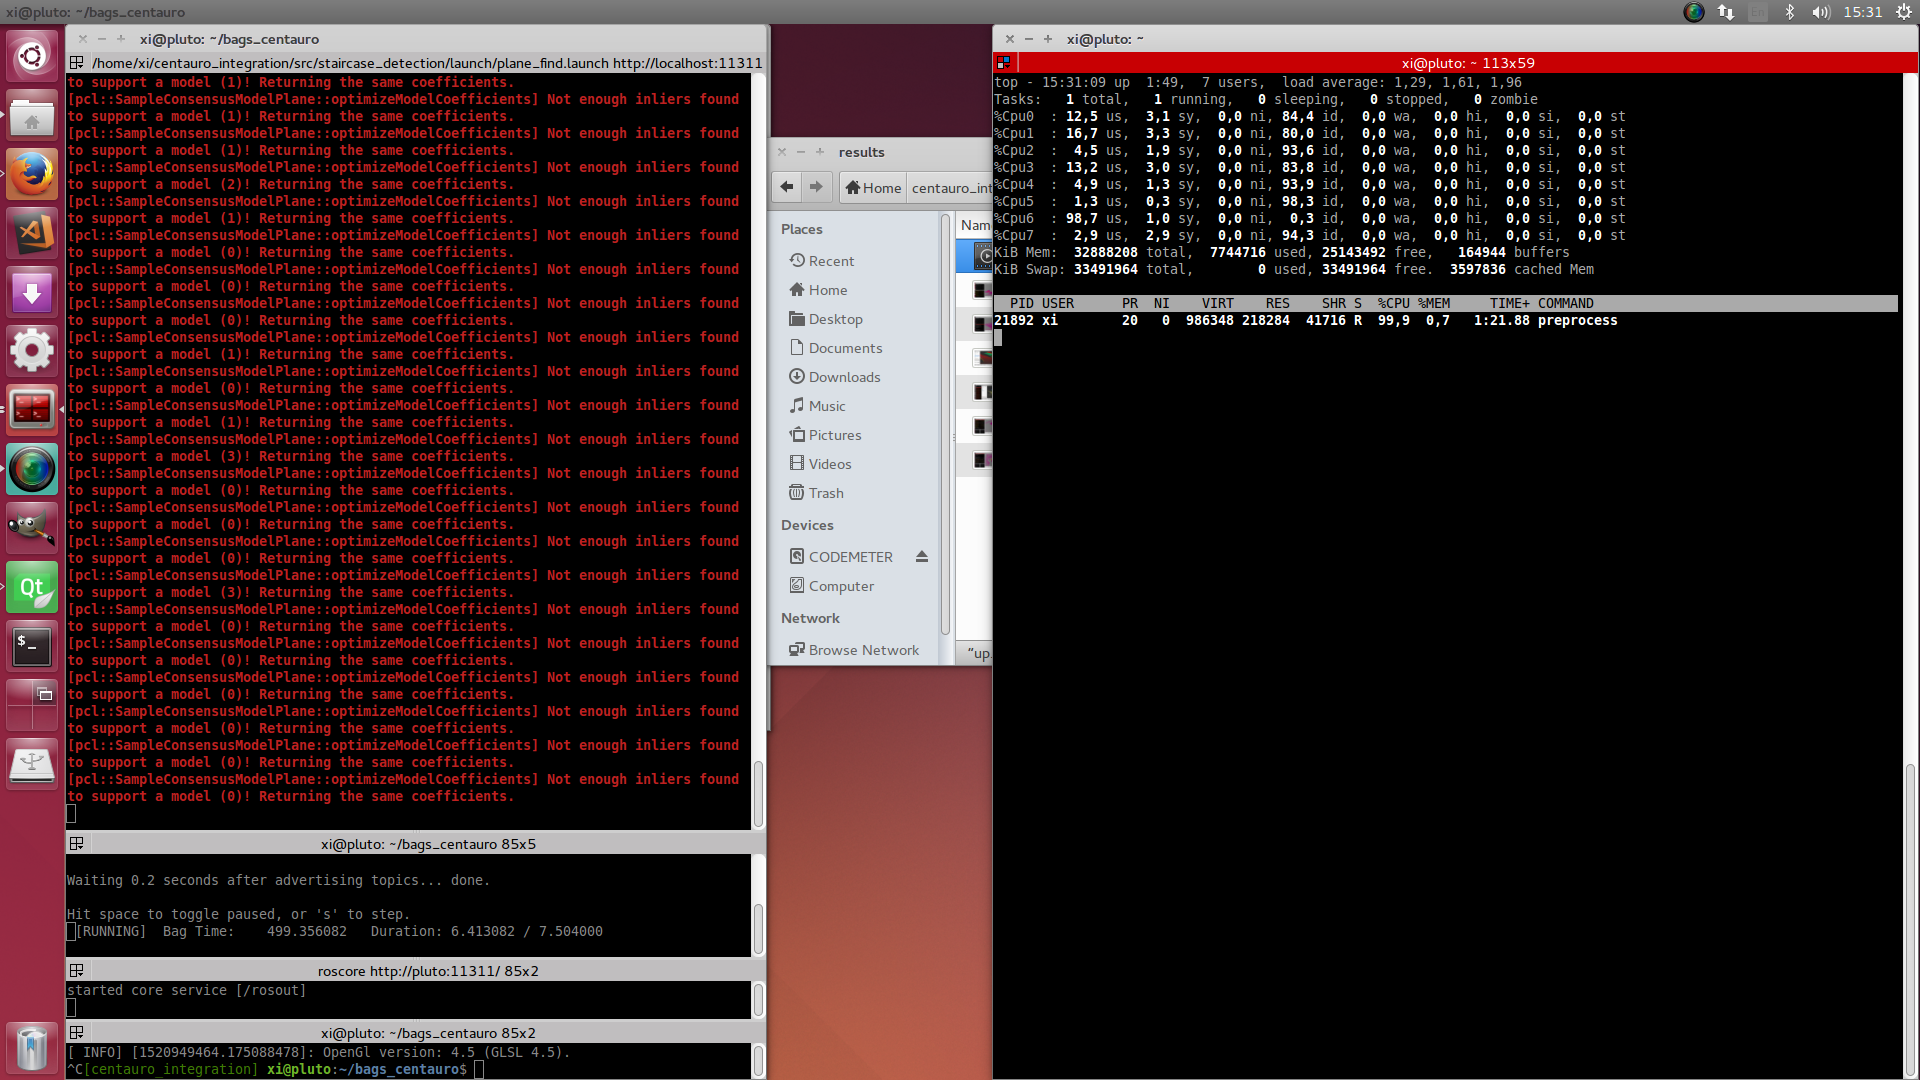 xi@pluto: ~/bags_centauro
En
15:31
xi@pluto: ~/bags_centauro
/home/xi/centauro_integration/src/staircase_detection/launch/plane_find.launch http://localhost:11311
to support a model (1)! Returning the same coefficients.
[pcl::SampleConsensusModelPlane::optimizeModelCoefficients] Not enough inliers found
to support a model (1)! Returning the same coefficients.
[pcl::SampleConsensusModelPlane::optimizeModelCoefficients] Not enough inliers found
to support a model (1)! Returning the same coefficients.
[pcl::SampleConsensusModelPlane::optimizeModelCoefficients] Not enough inliers found
to support a model (2)! Returning the same coefficients.
[pcl::SampleConsensusModelPlane::optimizeModelCoefficients] Not enough inliers found
to support a model (1)! Returning the same coefficients.
[pcl::SampleConsensusModelPlane::optimizeModelCoefficients] Not enough inliers found
to support a model (0)! Returning the same coefficients.
[pcl::SampleConsensusModelPlane::optimizeModelCoefficients] Not enough inliers found
to support a model (0)! Returning the same coefficients.
[pcl::SampleConsensusModelPlane::optimizeModelCoefficients] Not enough inliers found
to support a model (0)! Returning the same coefficients.
[pcl::SampleConsensusModelPlane::optimizeModelCoefficients] Not enough inliers found
to support a model (1)! Returning the same coefficients.
[pcl::SampleConsensusModelPlane::optimizeModelCoefficients] Not enough inliers found
to support a model (0)! Returning the same coefficients.
[pcl::SampleConsensusModelPlane::optimizeModelCoefficients] Not enough inliers found
to support a model (1)! Returning the same coefficients.
[pcl::SampleConsensusModelPlane::optimizeModelCoefficients] Not enough inliers found
to support a model (3)! Returning the same coefficients.
[pcl::SampleConsensusModelPlane::optimizeModelCoefficients] Not enough inliers found
to support a model (0)! Returning the same coefficients.
[pcl::SampleConsensusModelPlane::optimizeModelCoefficients] Not enough inliers found
to support a model (0)! Returning the same coefficients.
[pcl::SampleConsensusModelPlane::optimizeModelCoefficients] Not enough inliers found
to support a model (0)! Returning the same coefficients.
[pcl::SampleConsensusModelPlane::optimizeModelCoefficients] Not enough inliers found
to support a model (3)! Returning the same coefficients.
[pcl::SampleConsensusModelPlane::optimizeModelCoefficients] Not enough inliers found
to support a model (0)! Returning the same coefficients.
[pcl::SampleConsensusModelPlane::optimizeModelCoefficients] Not enough inliers found
to support a model (0)! Returning the same coefficients.
[pcl::SampleConsensusModelPlane::optimizeModelCoefficients] Not enough inliers found
to support a model (0)! Returning the same coefficients.
[pcl::SampleConsensusModelPlane::optimizeModelCoefficients] Not enough inliers found
to support a model (0)! Returning the same coefficients.
[pcl::SampleConsensusModelPlane::optimizeModelCoefficients] Not enough inliers found
to support a model (0)! Returning the same coefficients.
[pcl::SampleConsensusModelPlane::optimizeModelCoefficients] Not enough inliers found
to support a model (0)! Returning the same coefficients.
xi@pluto: ~/bags_centauro 85x5
Waiting 0.2 seconds after advertising topics... done.
Hit space to toggle paused, or 's' to step.
[RUNNING]  Bag Time:    499.356082   Duration: 6.413082 / 7.504000
roscore http://pluto:11311/ 85x2
started core service [/rosout]
xi@pluto: ~/bags_centauro 85x2
[ INFO] [1520949464.175088478]: OpenGl version: 4.5 (GLSL 4.5).
^C[centauro_integration] xi@pluto:~/bags_centauro$
results
Home
centauro_int
Places
Recent
Home
Desktop
Documents
Downloads
Music
Pictures
Videos
Trash
Devices
CODEMETER
Computer
Network
Browse Network
Nam
"up.
Qt
$ _
xi@pluto: ~
xi@pluto: ~ 113x59
top - 15:31:09 up  1:49,  7 users,  load average: 1,29, 1,61, 1,96
Tasks:   1 total,   1 running,   0 sleeping,   0 stopped,   0 zombie
%Cpu0  : 12,5 us,  3,1 sy,  0,0 ni, 84,4 id,  0,0 wa,  0,0 hi,  0,0 si,  0,0 st
%Cpu1  : 16,7 us,  3,3 sy,  0,0 ni, 80,0 id,  0,0 wa,  0,0 hi,  0,0 si,  0,0 st
%Cpu2  :  4,5 us,  1,9 sy,  0,0 ni, 93,6 id,  0,0 wa,  0,0 hi,  0,0 si,  0,0 st
%Cpu3  : 13,2 us,  3,0 sy,  0,0 ni, 83,8 id,  0,0 wa,  0,0 hi,  0,0 si,  0,0 st
%Cpu4  :  4,9 us,  1,3 sy,  0,0 ni, 93,9 id,  0,0 wa,  0,0 hi,  0,0 si,  0,0 st
%Cpu5  :  1,3 us,  0,3 sy,  0,0 ni, 98,3 id,  0,0 wa,  0,0 hi,  0,0 si,  0,0 st
%Cpu6  : 98,7 us,  1,0 sy,  0,0 ni,  0,3 id,  0,0 wa,  0,0 hi,  0,0 si,  0,0 st
%Cpu7  :  2,9 us,  2,9 sy,  0,0 ni, 94,3 id,  0,0 wa,  0,0 hi,  0,0 si,  0,0 st
KiB Mem:  32888208 total,  7744716 used, 25143492 free,   164944 buffers
KiB Swap: 33491964 total,        0 used, 33491964 free.  3597836 cached Mem
PID USER      PR  NI    VIRT    RES    SHR S  %CPU %MEM     TIME+ COMMAND
21892 xi        20   0  986348 218284  41716 R  99,9  0,7   1:21.88 preprocess